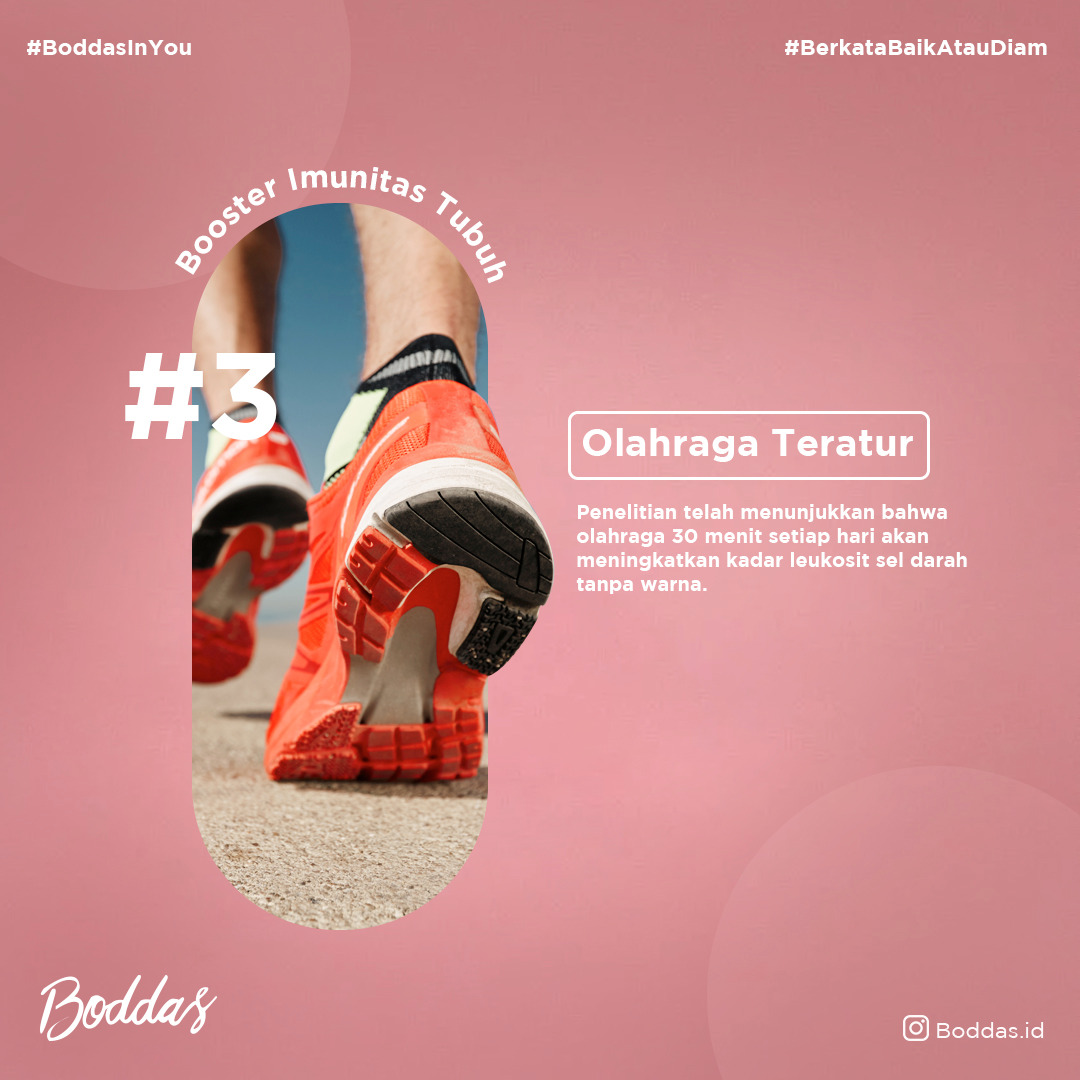 #BoddasInYou
#BerkataBaikAtauDiam
Booster Imunitas Tubuh
#3
Olahraga Teratur
Penelitian telah menunjukkan bahwa
olahraga 30 menit setiap hari akan
meningkatkan kadar leukosit sel darah
tanpa warna.
Boddas
Boddas.id